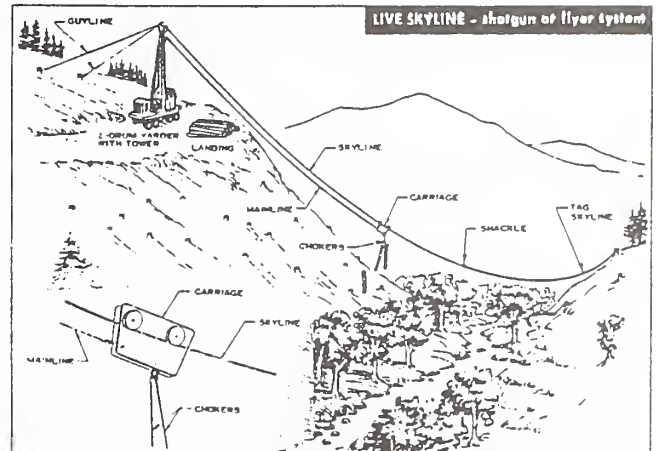 LIVE SKYLINE - shotgun or flyer system
GUYLINE
2-DRUM YARDER
WITH TOWER
LANDING
SKYLINE
MAINLINE
CARRIAGE
CHOKERS
SHACKLE
TAG
SKYLINE
CARRIAGE
SKYLINE
MAINLINE
CHOKERS